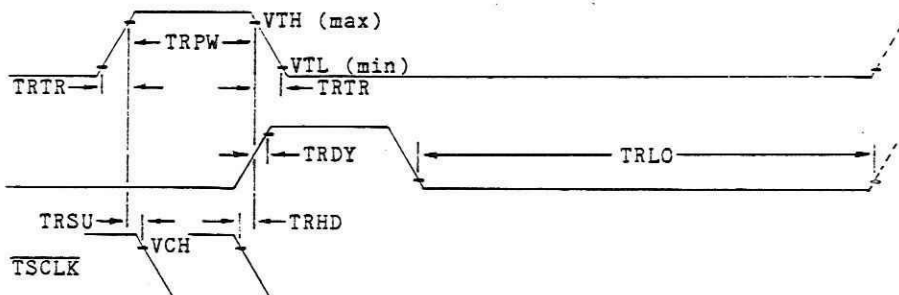 VTH (max)
TRPW
VTL (min)
TRTR TRTR
TRDY TRLO
TRSU TRHD
VCH
TSCLK